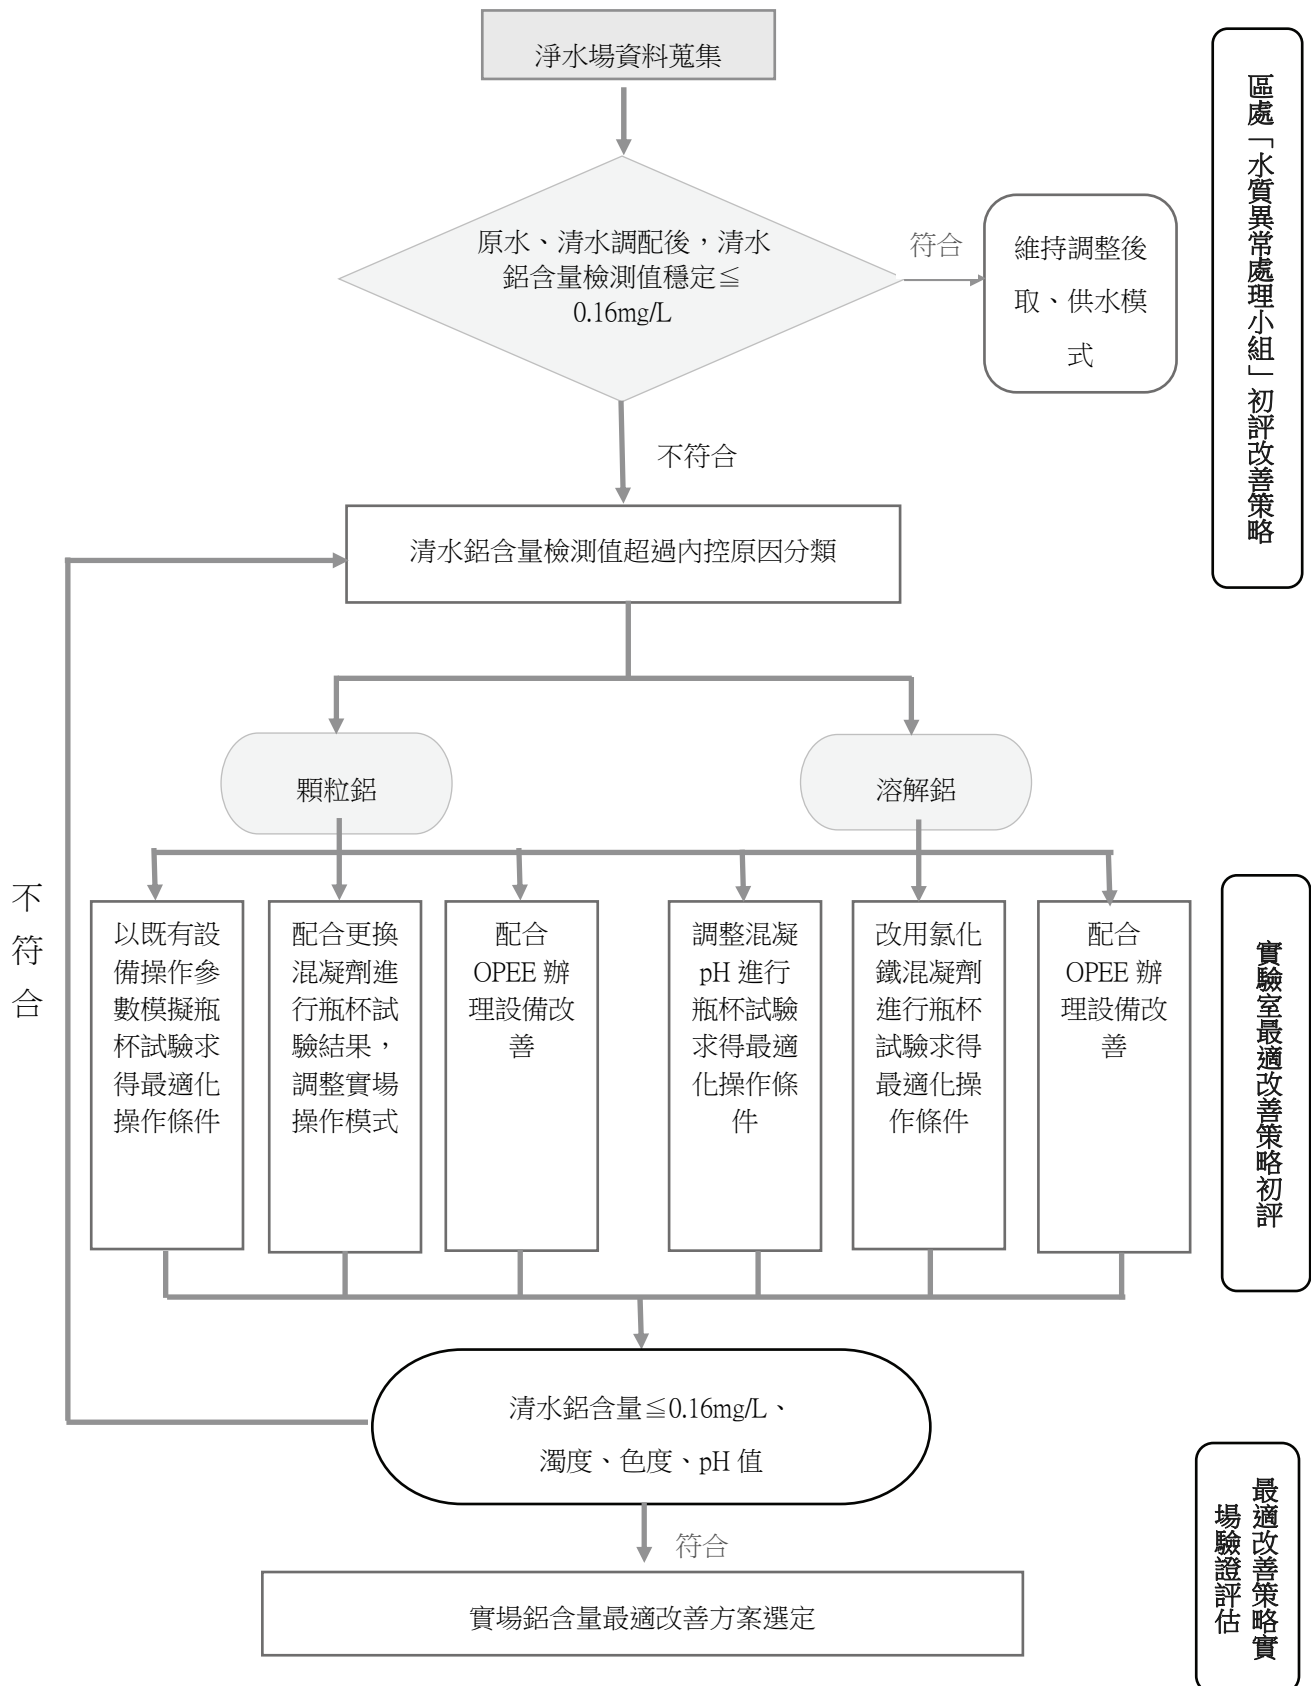 淨水場資料蒐集
原水、清水調配後，清水
鋁含量檢測值穩定≦
0.16mg/L
符合
維持調整後
取、供水模
式
區處「水質異常處理小組」初評改善策略
不符合
清水鋁含量檢測值超過內控原因分類
顆粒鋁
溶解鋁
不符合
以既有設
備操作參
數模擬瓶
杯試驗求
得最適化
操作條件
配合更換
混凝劑進
行瓶杯試
驗結果，
調整實場
操作模式
配合
OPEE 辦
理設備改
善
調整混凝
pH 進行
瓶杯試驗
求得最適
化操作條
件
改用氯化
鐵混凝劑
進行瓶杯
試驗求得
最適化操
作條件
配合
OPEE 辦
理設備改
善
實驗室最適改善策略初評
清水鋁含量≦0.16mg/L、
濁度、色度、pH 值
符合
實場鋁含量最適改善方案選定
最適改善策略實
場驗證評估